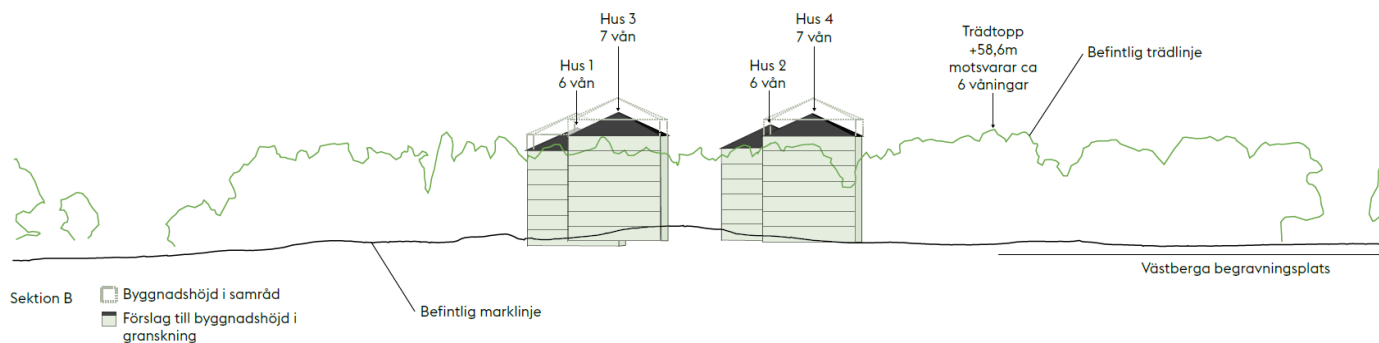 Hus 3
7 vån
Hus 4
7 vån
Hus 1
6 vån
Hus 2
6 vån
Trädtopp
+58,6m
motsvarar ca
6 våningar
Befintlig trädlinje
Västberga begravningsplats
Sektion B
Byggnadshöjd i samråd
Förslag till byggnadshöjd i
granskning
Befintlig marklinje